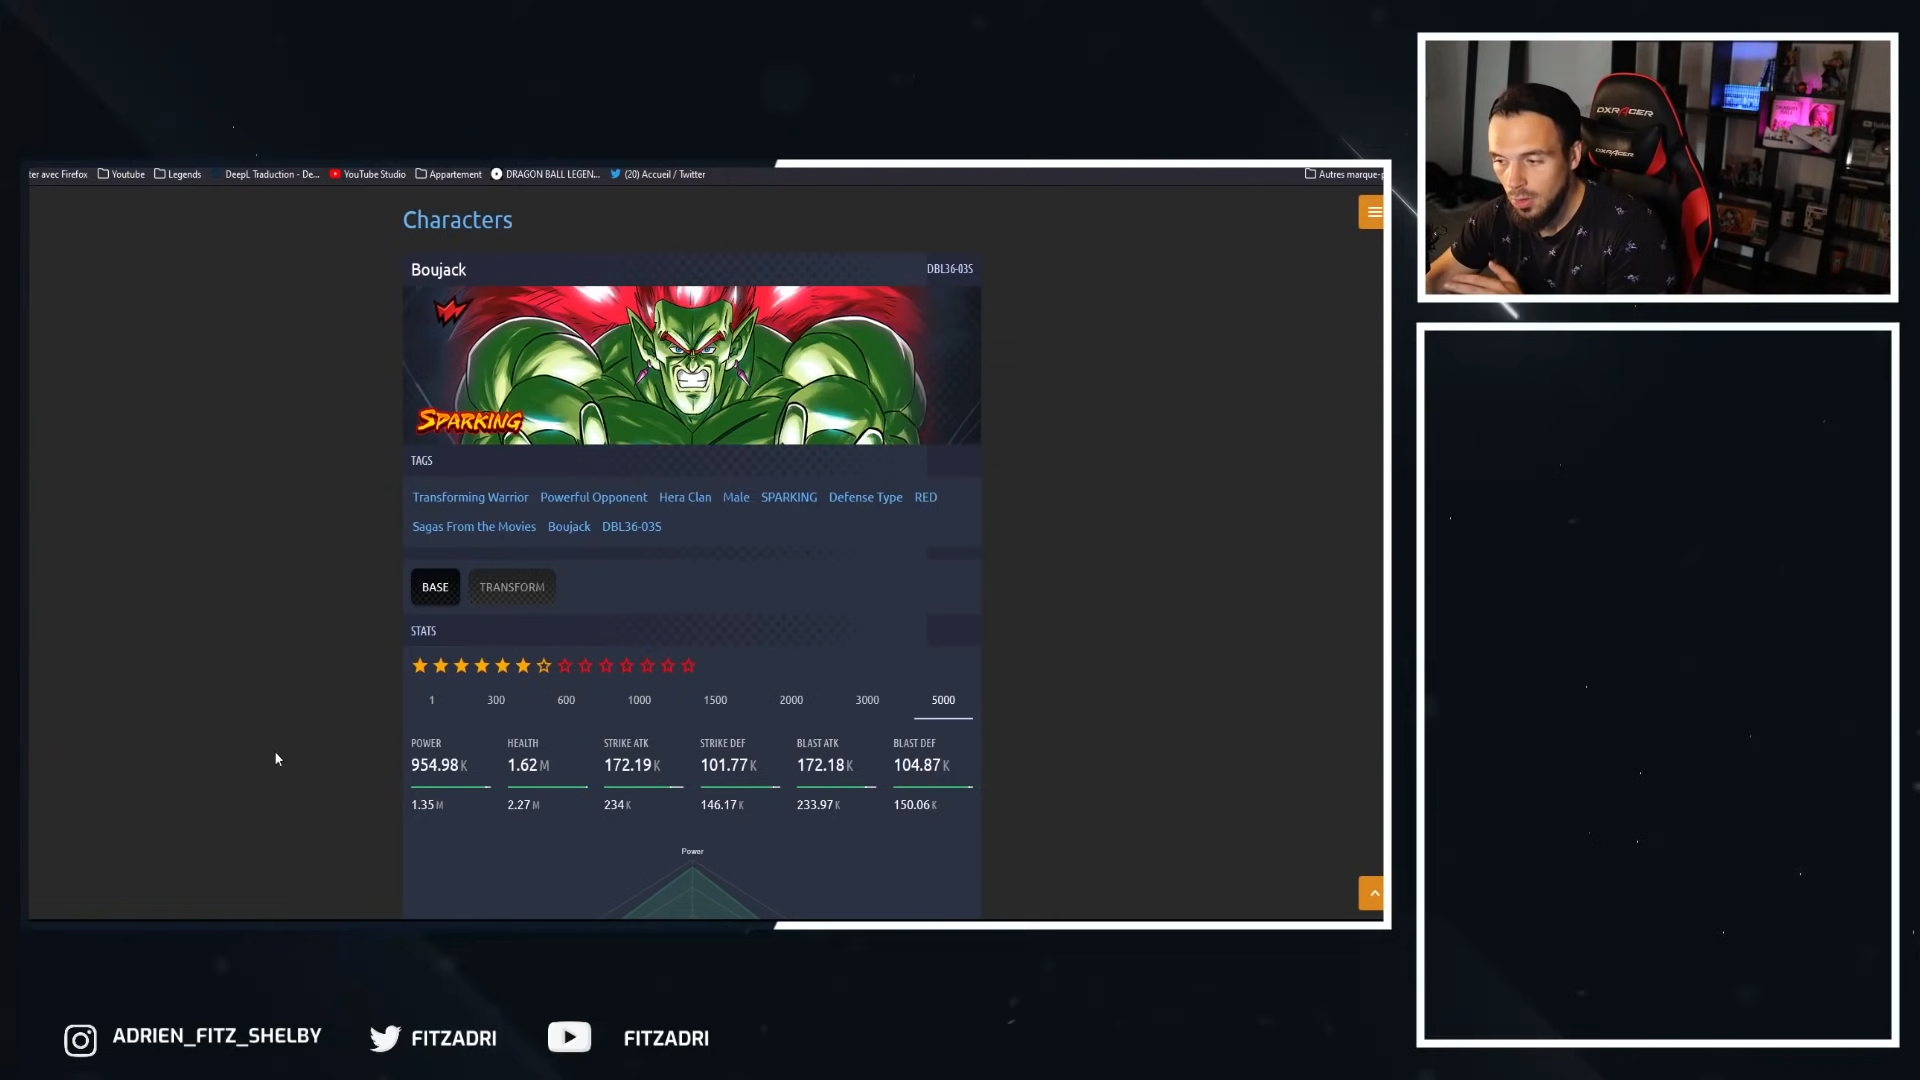 ter avec Firefox Youtube Legends DeepL Traduction - De... YouTube Studio Appartement DRAGON BALL LEGEN... (20) Accueil / Twitter Autres marque-p
Characters
Boujack DBL36-03S
SPARKING
TAGS
Transforming Warrior Powerful Opponent Hera Clan Male SPARKING Defense Type RED
Sagas From the Movies Boujack DBL36-03S
BASE TRANSFORM
STATS
1 300 600 1000 1500 2000 3000 5000
POWER HEALTH STRIKE ATK STRIKE DEF BLAST ATK BLAST DEF
954.98 K 1.62 M 172.19 K 101.77 K 172.18 K 104.87 K
1.35 M 2.27 M 234 K 146.17 K 233.97 K 150.06 K
Power
DXRACER
DXRACER
ADRIEN_FITZ_SHELBY FITZADRI FITZADRI